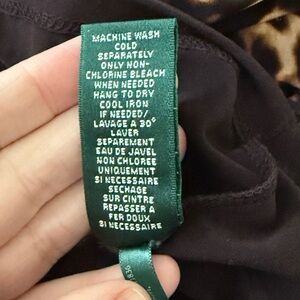 MACHINE WASH
COLD
SEPARATELY
ONLY NON-
CHLORINE BLEACH
WHEN NEEDED
HANG TO DRY
COOL IRON
IF NEEDED/
LAVAGE A 30°
LAVER
SEPAREMENT
EAU DE JAVEL
NON CHLOREE
UNIQUEMENT
SI NECESSAIRE
SECHAGE
SUR CINTRE
REPASSER A
FER DOUX
SI NECESSAIRE